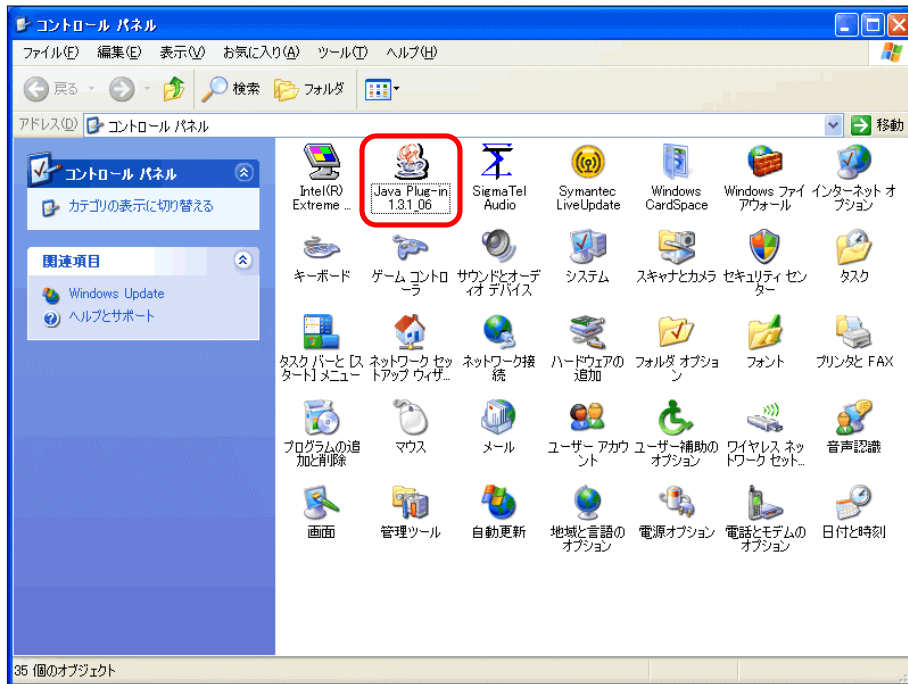 コントロール パネル
ファイル(F) 編集(E) 表示(V) お気に入り(A) ツール(T) ヘルプ(H)
戻る 検索 フォルダ
アドレス(D) コントロール パネル 移動
コントロール パネル
カテゴリの表示に切り替える
関連項目
Windows Update
ヘルプとサポート
Intel(R)
Extreme ...
Java Plug-in
1.3.1_06
SigmaTel
Audio
Symantec
LiveUpdate
Windows
CardSpace
Windows ファイ
アウォール
インターネット オ
プション
キーボード
ゲーム コントロ
ーラ
サウンドとオーデ
ィオ デバイス
システム
スキャナとカメラ
セキュリティ セン
ター
タスク
タスク バーと [ス
タート] メニュー
ネットワーク セッ
トアップ ウィザ...
ネットワーク接
続
ハードウェアの
追加
フォルダ オプショ
ン
フォント
プリンタと FAX
プログラムの追
加と削除
マウス
メール
ユーザー アカウ
ント
ユーザー補助の
オプション
ワイヤレス ネッ
トワーク セット...
音声認識
画面
管理ツール
自動更新
地域と言語の
オプション
電源オプション
電話とモデムの
オプション
日付と時刻
35 個のオブジェクト